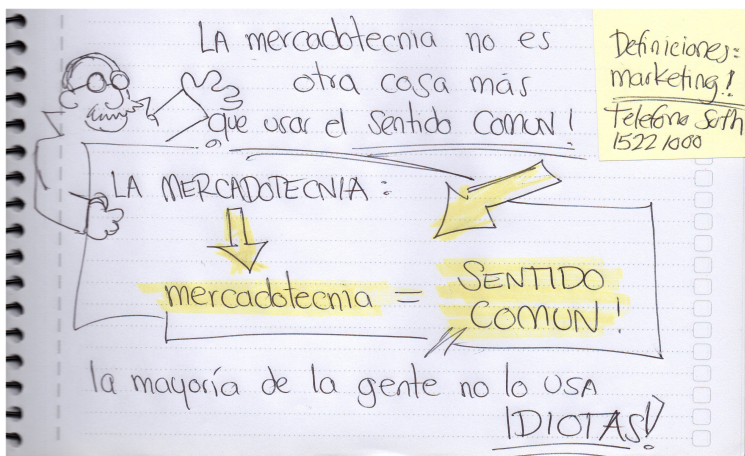 LA mercadotecnia no es
otra cosa más
que usar el Sentido COMUN!
Definiciones:
marketing!
Telefono Seth
1522 1000
LA MERCADOTECNIA:
mercadotecnia = SENTIDO
COMUN!
la mayoría de la gente no lo USA
IDIOTAS!